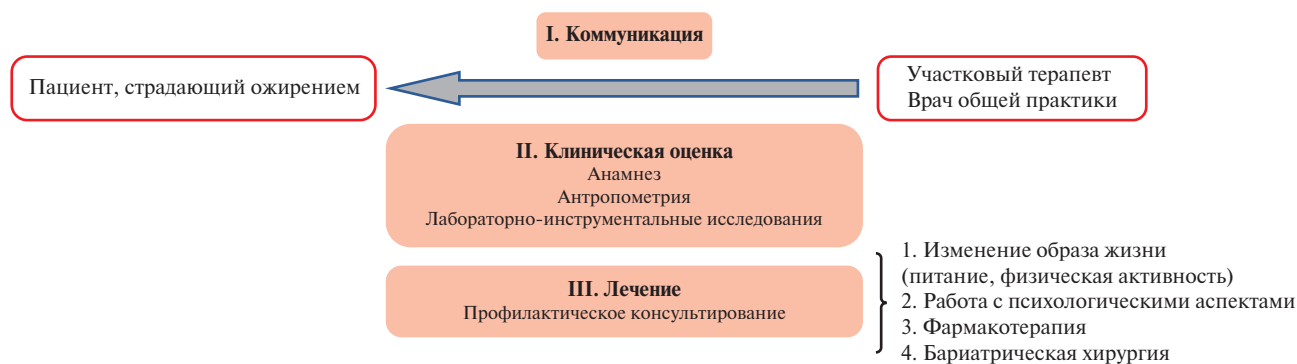 I. Коммуникация
Пациент, страдающий ожирением
Участковый терапевт
Врач общей практики
II. Клиническая оценка
Анамнез
Антропометрия
Лабораторно-инструментальные исследования
III. Лечение
Профилактическое консультирование
1. Изменение образа жизни
(питание, физическая активность)
2. Работа с психологическими аспектами
3. Фармакотерапия
4. Бариатрическая хирургия